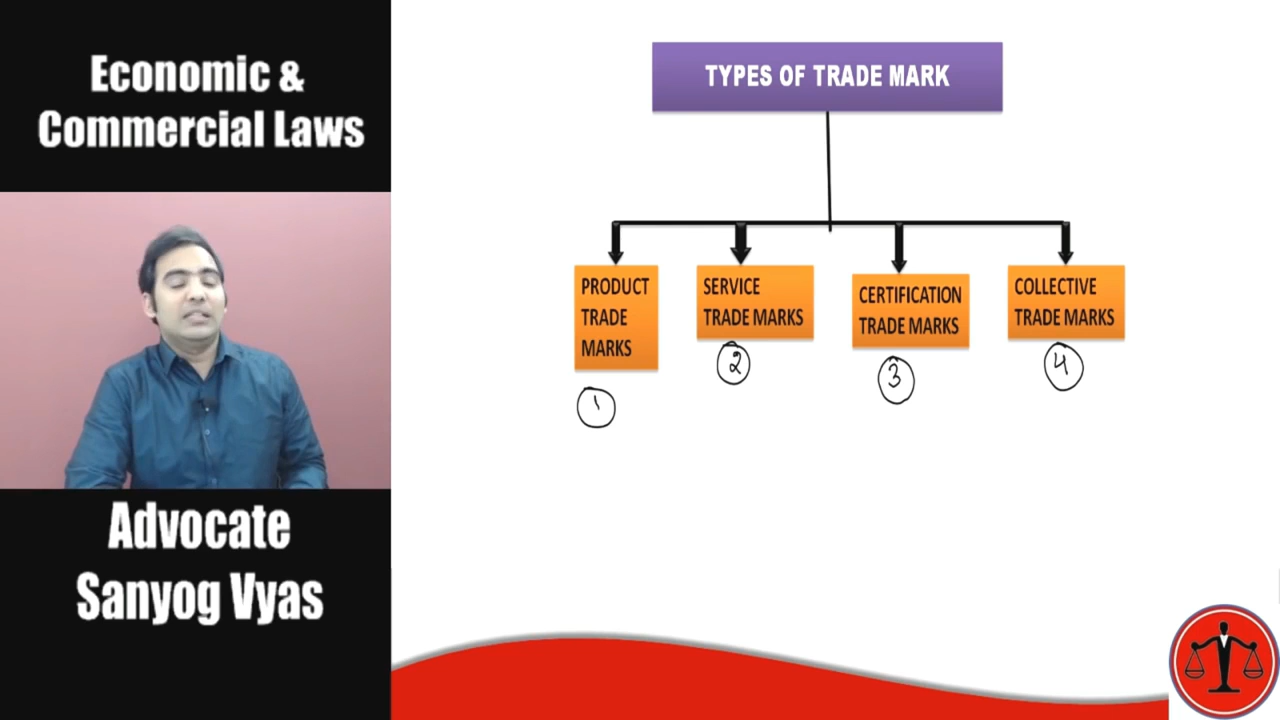 Economic &
Commercial Laws
Advocate
Sanyog Vyas
TYPES OF TRADE MARK
PRODUCT
TRADE
MARKS
1
SERVICE
TRADE MARKS
2
CERTIFICATION
TRADE MARKS
3
COLLECTIVE
TRADE MARKS
4